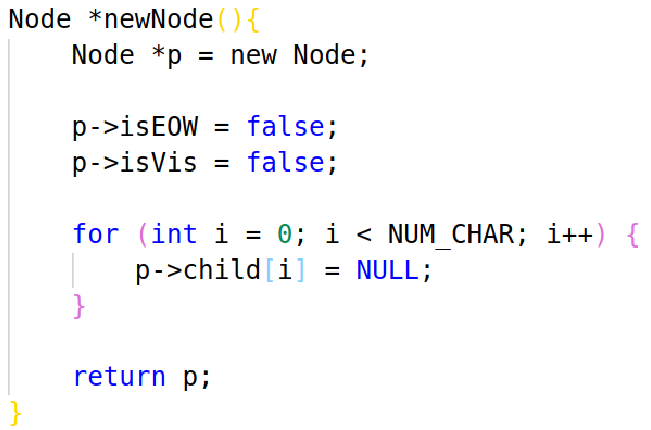 Node *newNode(){
    Node *p = new Node;

    p->isEOW = false;
    p->isVis = false;

    for (int i = 0; i < NUM_CHAR; i++) {
        p->child[i] = NULL;
    }

    return p;
}